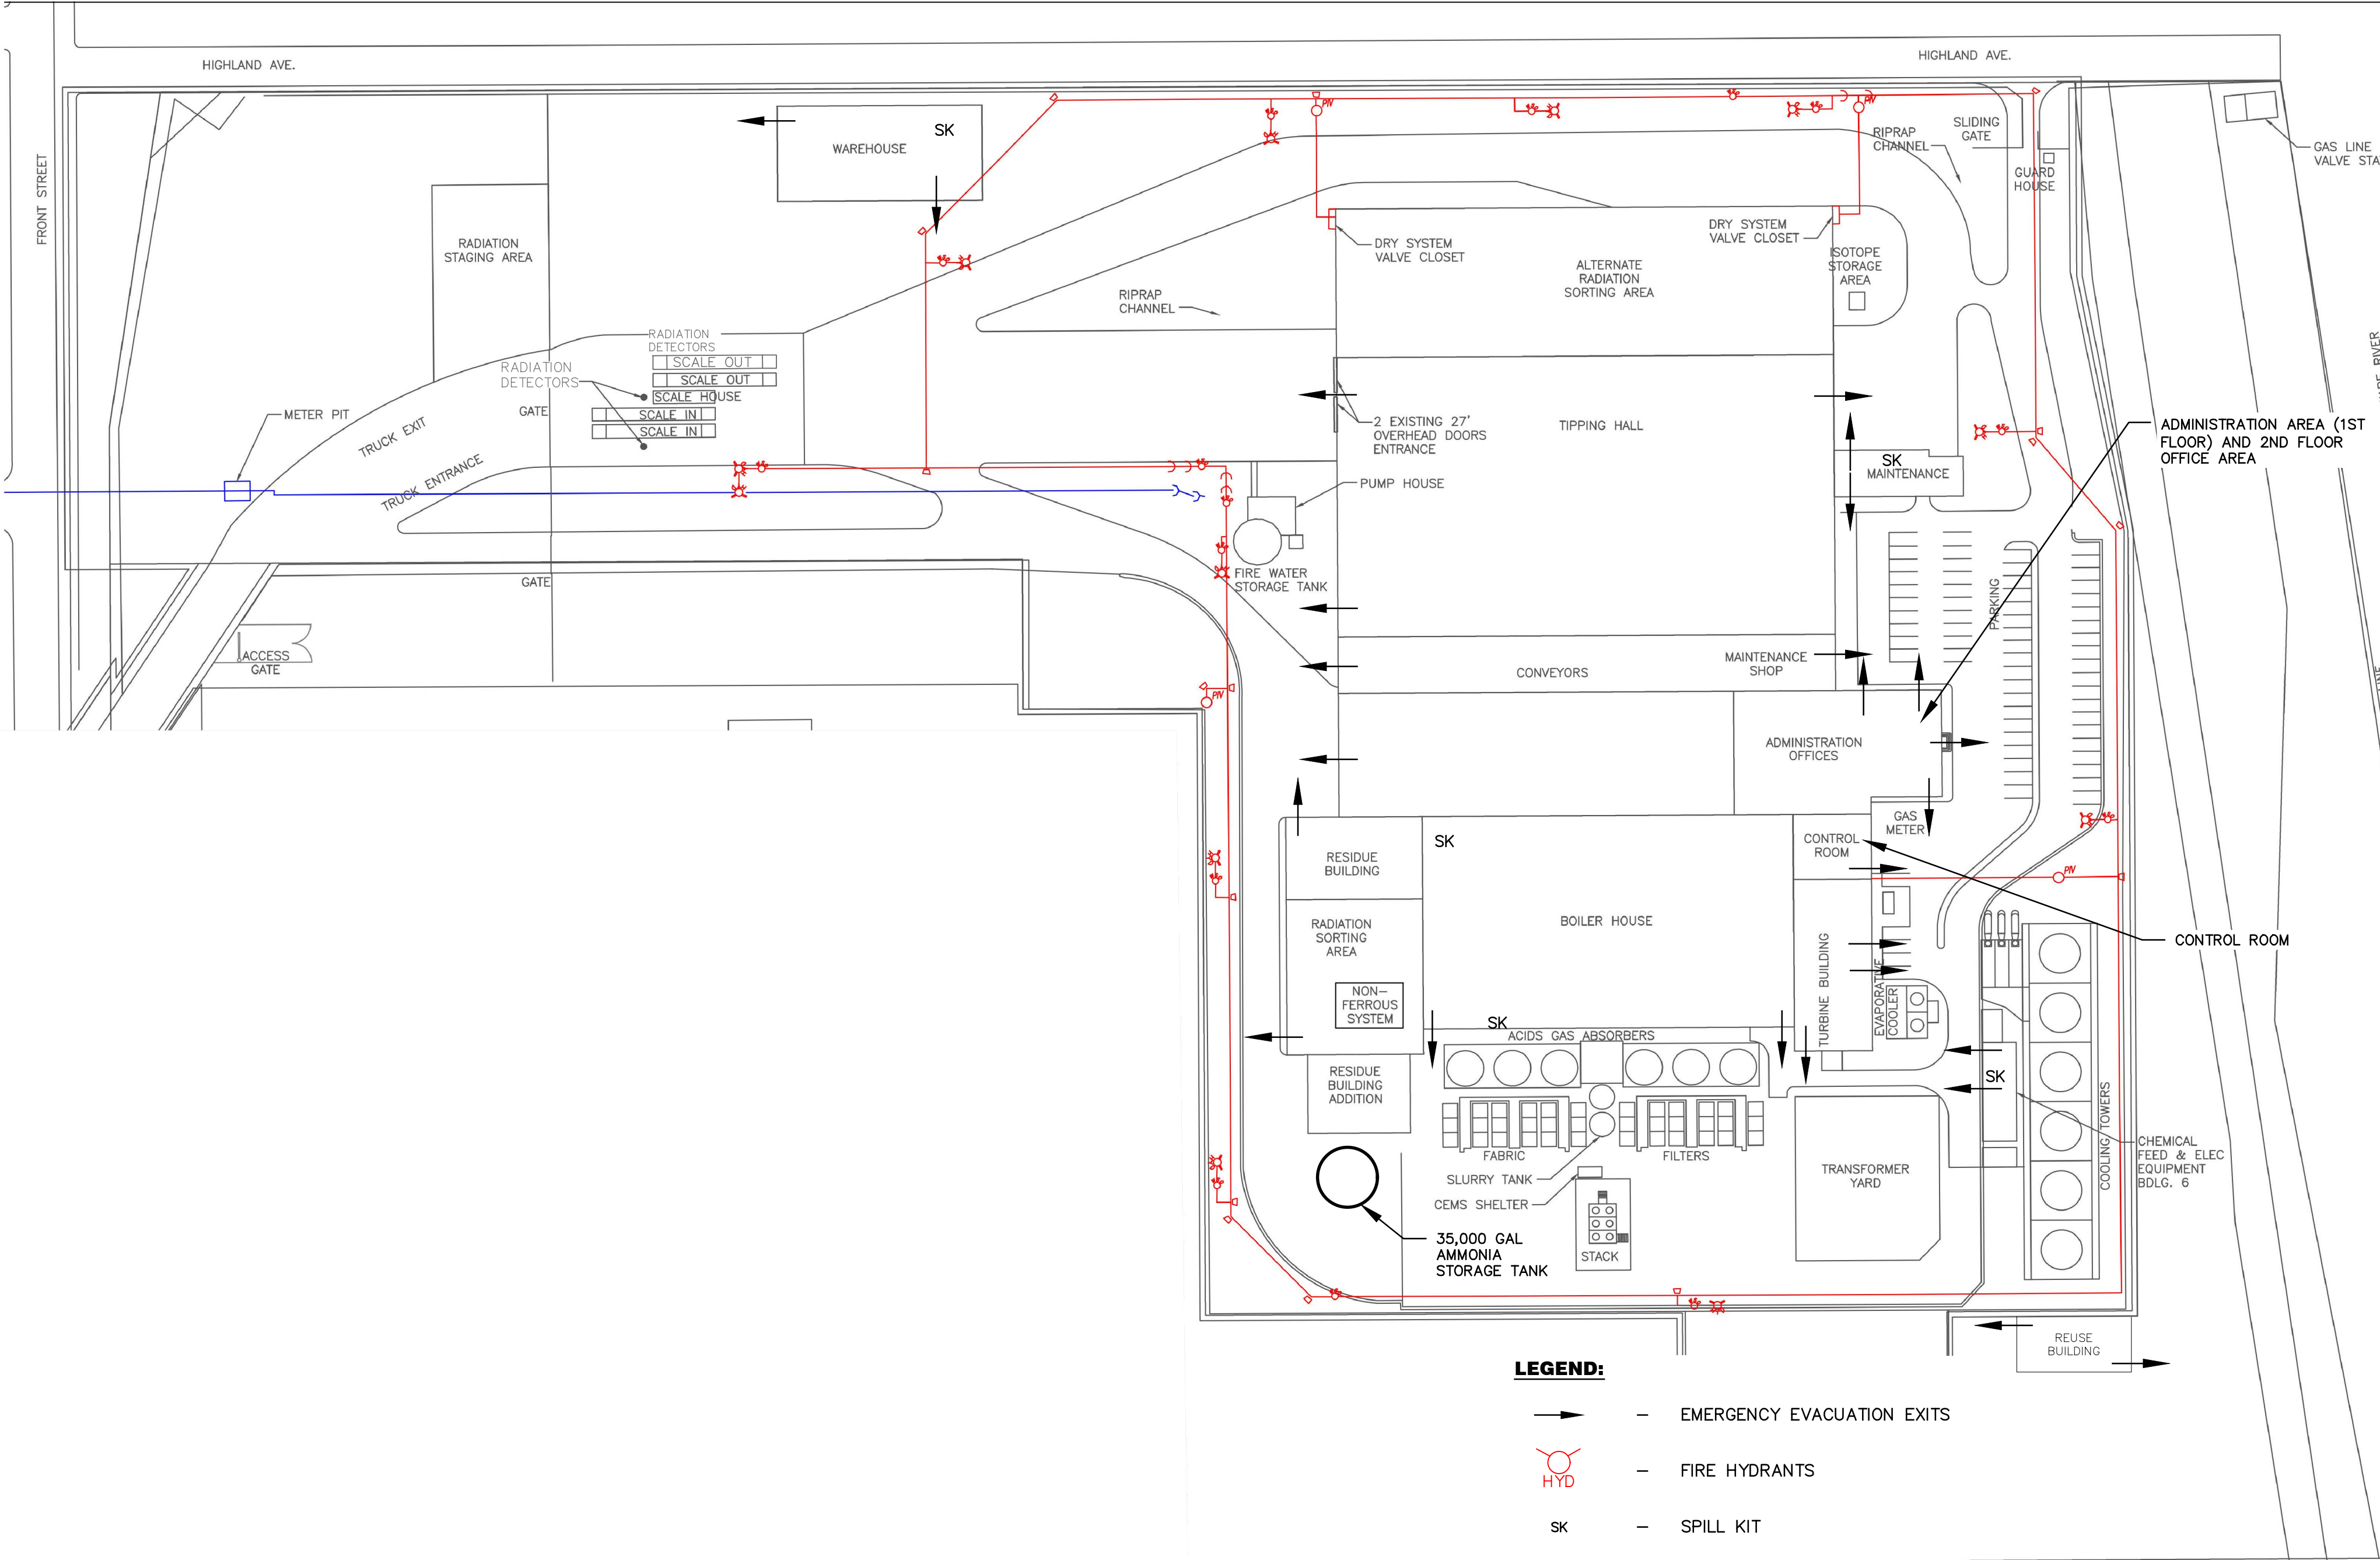 HIGHLAND AVE.
HIGHLAND AVE.
FRONT STREET
WAREHOUSE
SK
PIV
PIV
RIPRAP
CHANNEL
SLIDING
GATE
GUARD
HOUSE
GAS LINE
RADIATION
STAGING AREA
DRY SYSTEM
VALVE CLOSET
DRY SYSTEM
VALVE CLOSET
ALTERNATE
RADIATION
SORTING AREA
ISOTOPE
STORAGE
AREA
RIPRAP
CHANNEL
RADIATION
DETECTORS
SCALE OUT
RADIATION
DETECTORS
SCALE OUT
SCALE HOUSE
SCALE IN
SCALE IN
GATE
METER PIT
TRUCK EXIT
TRUCK ENTRANCE
2 EXISTING 27'
OVERHEAD DOORS
ENTRANCE
TIPPING HALL
SK
MAINTENANCE
ADMINISTRATION AREA (1ST
FLOOR) AND 2ND FLOOR
OFFICE AREA
RIVER
PUMP HOUSE
FIRE WATER
STORAGE TANK
GATE
PARKING
ACCESS
GATE
PIV
CONVEYORS
MAINTENANCE
SHOP
ADMINISTRATION
OFFICES
GAS
METER
CONTROL
ROOM
SK
RESIDUE
BUILDING
PIV
RADIATION
SORTING
AREA
BOILER HOUSE
TURBINE BUILDING
CONTROL ROOM
NON-
FERROUS
SYSTEM
EVAPORATIVE
COOLER
SK
ACIDS GAS ABSORBERS
RESIDUE
BUILDING
ADDITION
SK
COOLING TOWERS
CHEMICAL
FEED & ELEC
EQUIPMENT
BDLG. 6
FABRIC
FILTERS
SLURRY TANK
CEMS SHELTER
TRANSFORMER
YARD
35,000 GAL
AMMONIA
STORAGE TANK
STACK
REUSE
BUILDING
LEGEND:
— EMERGENCY EVACUATION EXITS
HYD — FIRE HYDRANTS
SK — SPILL KIT